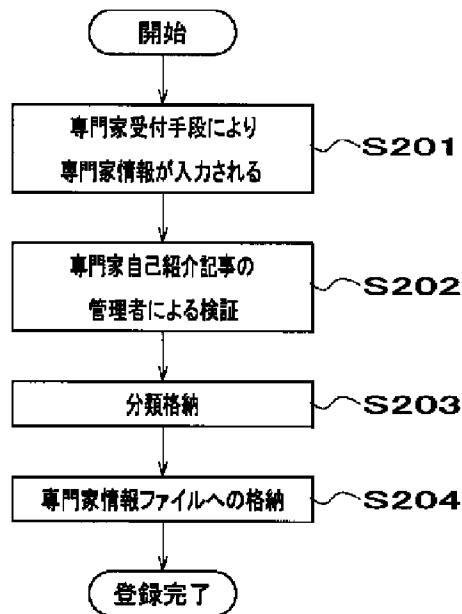 開始
専門家受付手段により
専門家情報が入力される
S201
専門家自己紹介記事の
管理者による検証
S202
分類格納
S203
専門家情報ファイルへの格納
S204
登録完了